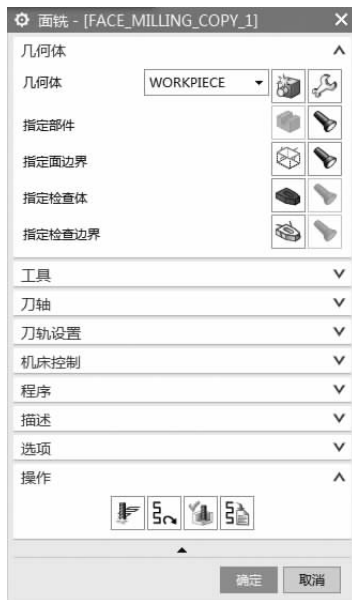 面铣 - [FACE_MILLING_COPY_1]
几何体
几何体 WORKPIECE
指定部件
指定面边界
指定检查体
指定检查边界
工具
刀轴
刀轨设置
机床控制
程序
描述
选项
操作
确定 取消